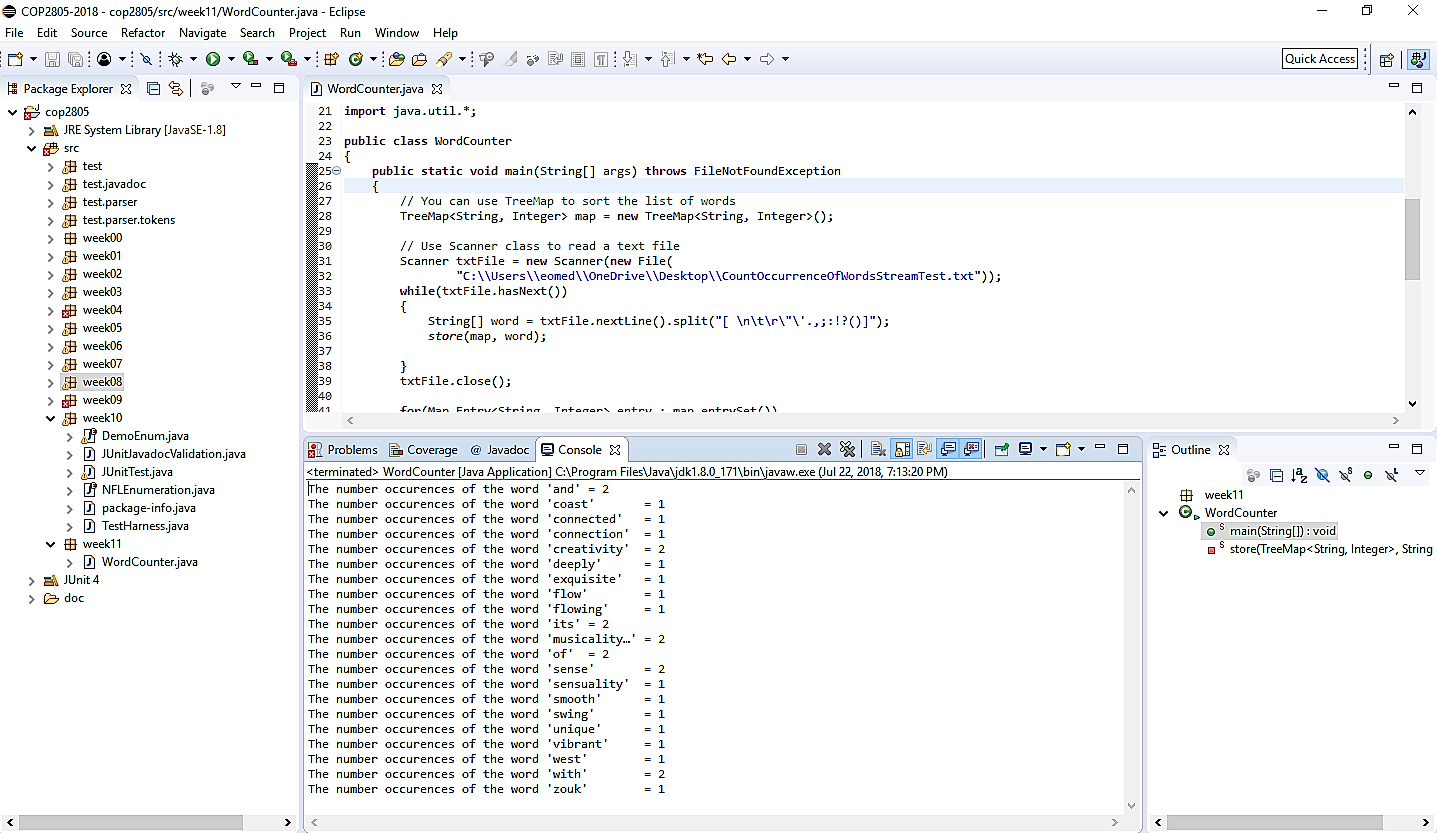 COP2805-2018 - cop2805/src/week11/WordCounter.java - Eclipse
File Edit Source Refactor Navigate Search Project Run Window Help
Quick Access
Package Explorer
cop2805
JRE System Library [JavaSE-1.8]
src
test
test.javadoc
test.parser
test.parser.tokens
week00
week01
week02
week03
week04
week05
week06
week07
week08
week09
week10
DemoEnum.java
JUnitJavadocValidation.java
JUnitTest.java
NFLEnumeration.java
package-info.java
TestHarness.java
week11
WordCounter.java
JUnit 4
doc
WordCounter.java
21 import java.util.*;
22
23 public class WordCounter
24 {
25 public static void main(String[] args) throws FileNotFoundException
26 {
27 // You can use TreeMap to sort the list of words
28 TreeMap<String, Integer> map = new TreeMap<String, Integer>();
29
30 // Use Scanner class to read a text file
31 Scanner txtFile = new Scanner(new File(
32 "C:\\Users\\eomed\\OneDrive\\Desktop\\CountOccurrenceOfWordsStreamTest.txt"));
33 while(txtFile.hasNext())
34 {
35 String[] word = txtFile.nextLine().split("[ \n\t\r\"\'.,;:!?()]");
36 store(map, word);
37
38 }
39 txtFile.close();
40
41 for(Map.Entry<String, Integer> entry : map.entrySet())
Problems @ Javadoc Coverage Console
<terminated> WordCounter [Java Application] C:\Program Files\Java\jdk1.8.0_171\bin\javaw.exe (Jul 22, 2018, 7:13:20 PM)
The number occurences of the word 'and' = 2
The number occurences of the word 'coast' = 1
The number occurences of the word 'connected' = 1
The number occurences of the word 'connection' = 1
The number occurences of the word 'creativity' = 2
The number occurences of the word 'deeply' = 1
The number occurences of the word 'exquisite' = 1
The number occurences of the word 'flow' = 1
The number occurences of the word 'flowing' = 1
The number occurences of the word 'its' = 2
The number occurences of the word 'musicality…' = 2
The number occurences of the word 'of' = 2
The number occurences of the word 'sense' = 2
The number occurences of the word 'sensuality' = 1
The number occurences of the word 'smooth' = 1
The number occurences of the word 'swing' = 1
The number occurences of the word 'unique' = 1
The number occurences of the word 'vibrant' = 1
The number occurences of the word 'west' = 1
The number occurences of the word 'with' = 2
The number occurences of the word 'zouk' = 1
Outline
week11
WordCounter
main(String[]) : void
store(TreeMap<String, Integer>, String